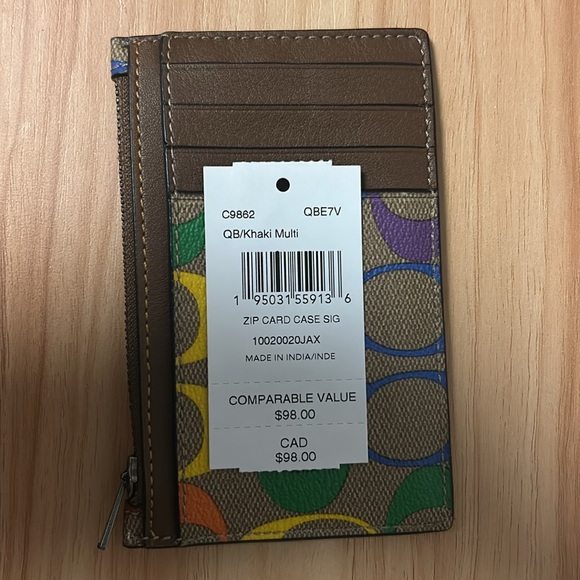 C9862 QBE7V
QB/Khaki Multi
1 95031 55913 6
ZIP CARD CASE SIG
10020020JAX
MADE IN INDIA/INDE
COMPARABLE VALUE
$98.00
CAD
$98.00